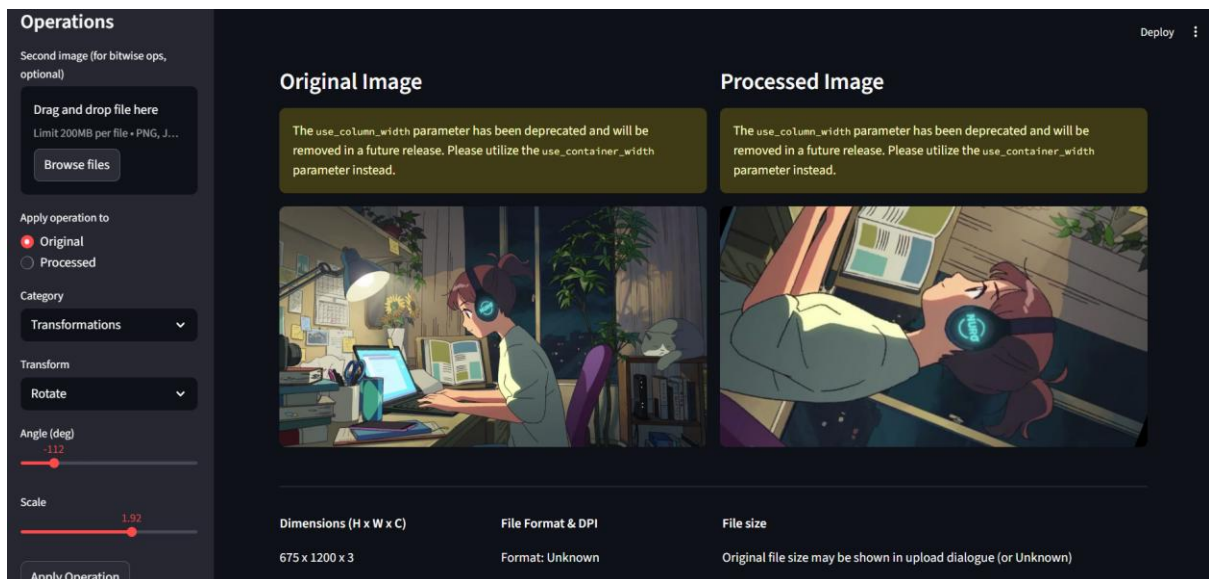 Operations
Second image (for bitwise ops,
optional)
Drag and drop file here
Limit 200MB per file • PNG, J...
Browse files
Apply operation to
Original
Processed
Category
Transformations
Transform
Rotate
Angle (deg)
-112
Scale
1.92
Apply Operation
Deploy
Original Image
The use_column_width parameter has been deprecated and will be
removed in a future release. Please utilize the use_container_width
parameter instead.
Processed Image
The use_column_width parameter has been deprecated and will be
removed in a future release. Please utilize the use_container_width
parameter instead.
Dimensions (H x W x C)
675 x 1200 x 3
File Format & DPI
Format: Unknown
File size
Original file size may be shown in upload dialogue (or Unknown)